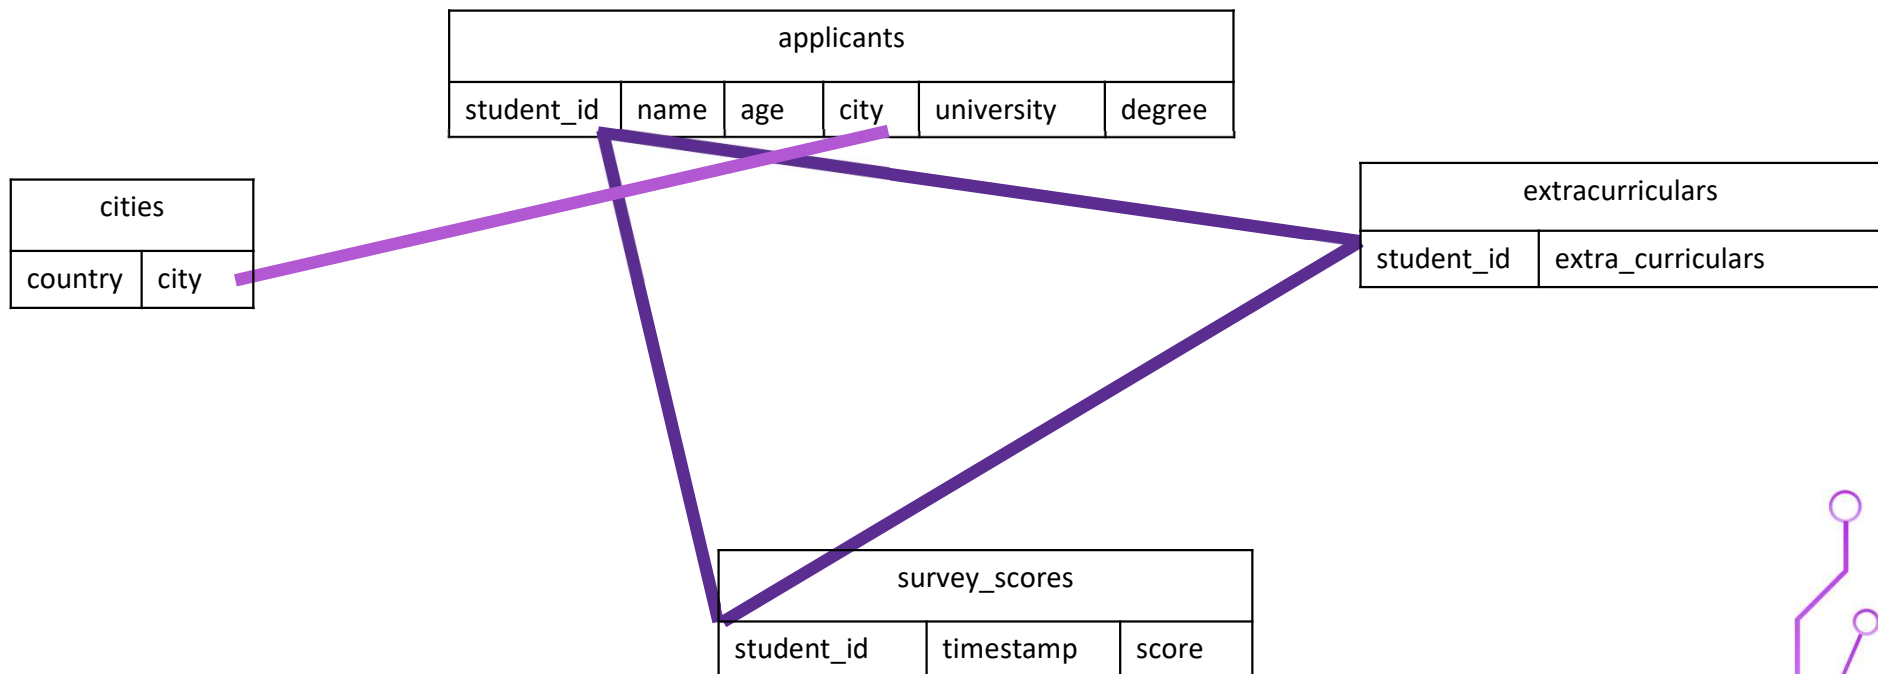 applicants
student_id name age city university degree
cities
country city
extracurriculars
student_id extra_curriculars
survey_scores
student_id timestamp score